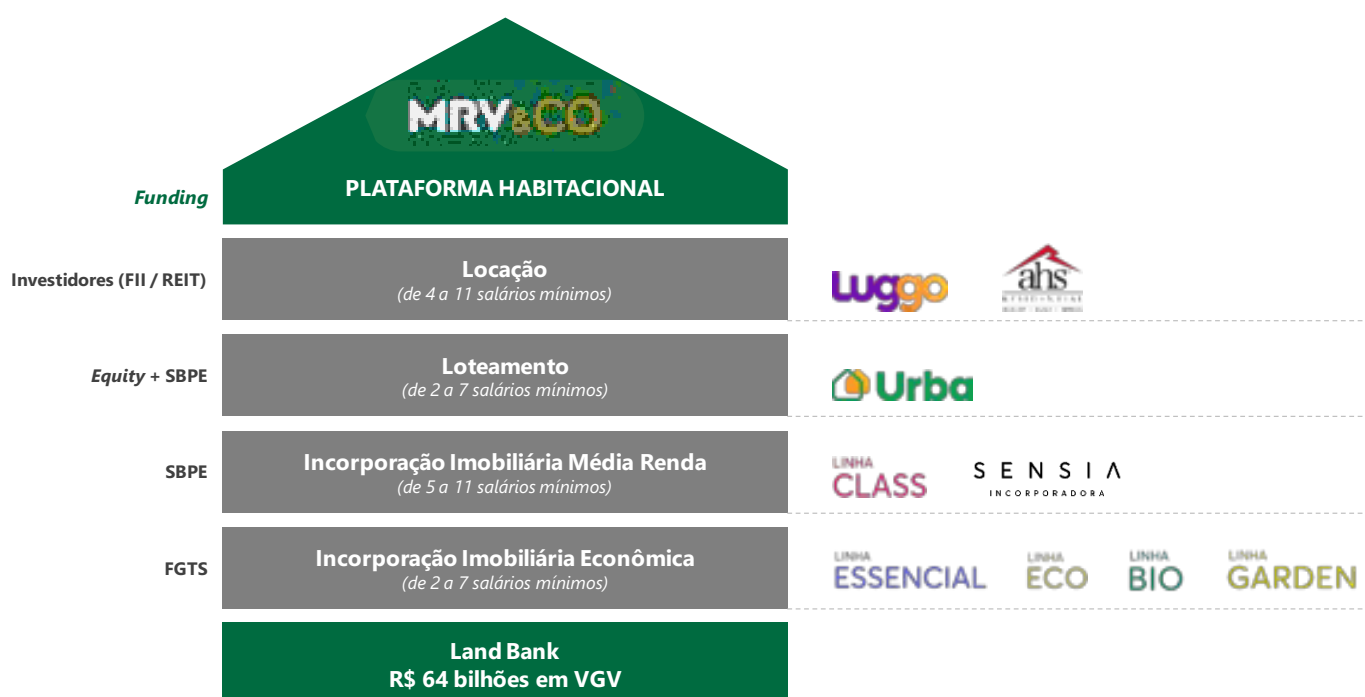 MRV&CO
PLATAFORMA HABITACIONAL
Funding
Investidores (FII / REIT)
Locação
(de 4 a 11 salários mínimos)
Luggo
ahs
Equity + SBPE
Loteamento
(de 2 a 7 salários mínimos)
Urba
SBPE
Incorporação Imobiliária Média Renda
(de 5 a 11 salários mínimos)
LINHA
CLASS
SENSIA
INCORPORADORA
FGTS
Incorporação Imobiliária Econômica
(de 2 a 7 salários mínimos)
LINHA
ESSENCIAL
LINHA
ECO
LINHA
BIO
LINHA
GARDEN
Land Bank
R$ 64 bilhões em VGV